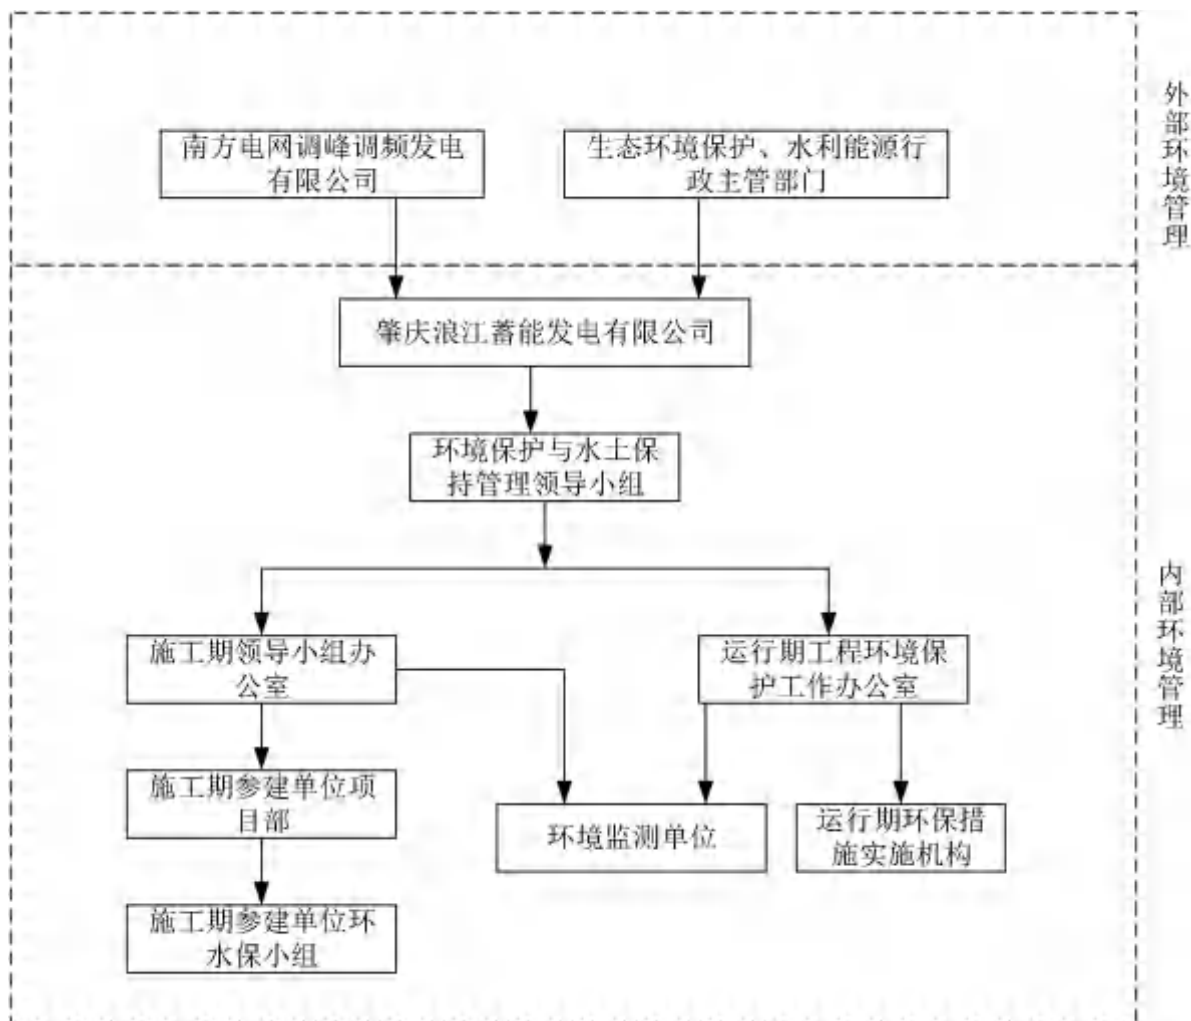 外部环境管理
南方电网调峰调频发电
有限公司
生态环境保护、水利能源行
政主管部门
肇庆浪江蓄能发电有限公司
环境保护与水土保
持管理领导小组
内部环境管理
施工期领导小组办
公室
运行期工程环境保
护工作办公室
施工期参建单位项
目部
环境监测单位
运行期环保措
施实施机构
施工期参建单位环
水保小组